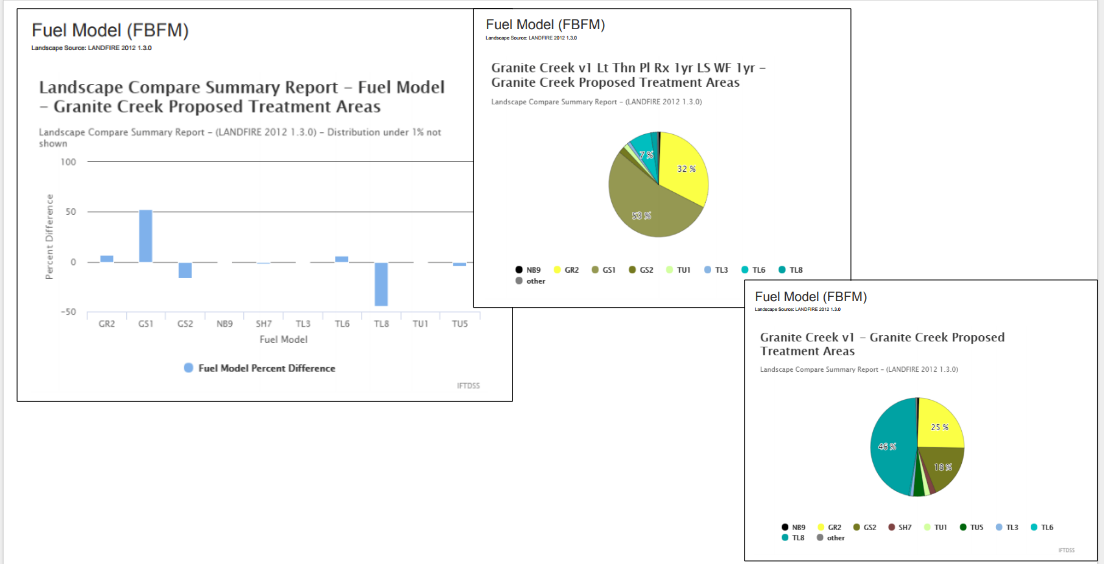 Fuel Model (FBFM)
Landscape Source: LANDFIRE 2012 1.3.0
Landscape Compare Summary Report – Fuel Model
– Granite Creek Proposed Treatment Areas
Landscape Compare Summary Report – (LANDFIRE 2012 1.3.0) – Distribution under 1% not
shown
100
50
0
−50
Percent Difference
GR2 GS1 GS2 NB9 SH7 TL3 TL6 TL8 TU1 TU5
Fuel Model
Fuel Model Percent Difference
IFTDSS
Fuel Model (FBFM)
Landscape Source: LANDFIRE 2012 1.3.0
Granite Creek v1 Lt Thn Pl Rx 1yr LS WF 1yr –
Granite Creek Proposed Treatment Areas
Landscape Compare Summary Report – (LANDFIRE 2012 1.3.0)
7 %
32 %
53 %
NB9 GR2 GS1 GS2 TU1 TL3 TL6 TL8
other
Fuel Model (FBFM)
Landscape Source: LANDFIRE 2012 1.3.0
Granite Creek v1 – Granite Creek Proposed
Treatment Areas
Landscape Compare Summary Report – (LANDFIRE 2012 1.3.0)
25 %
18 %
NB9 GR2 GS2 SH7 TU1 TU5 TL3 TL6
TL8 other
IFTDSS